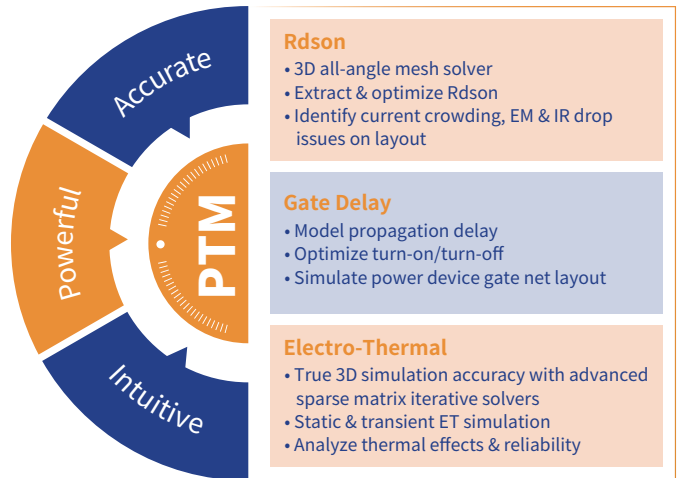 Accurate
Powerful
Intuitive
PTM
Rdson
• 3D all-angle mesh solver
• Extract & optimize Rdson
• Identify current crowding, EM & IR drop
issues on layout
Gate Delay
• Model propagation delay
• Optimize turn-on/turn-off
• Simulate power device gate net layout
Electro-Thermal
• True 3D simulation accuracy with advanced
sparse matrix iterative solvers
• Static & transient ET simulation
• Analyze thermal effects & reliability